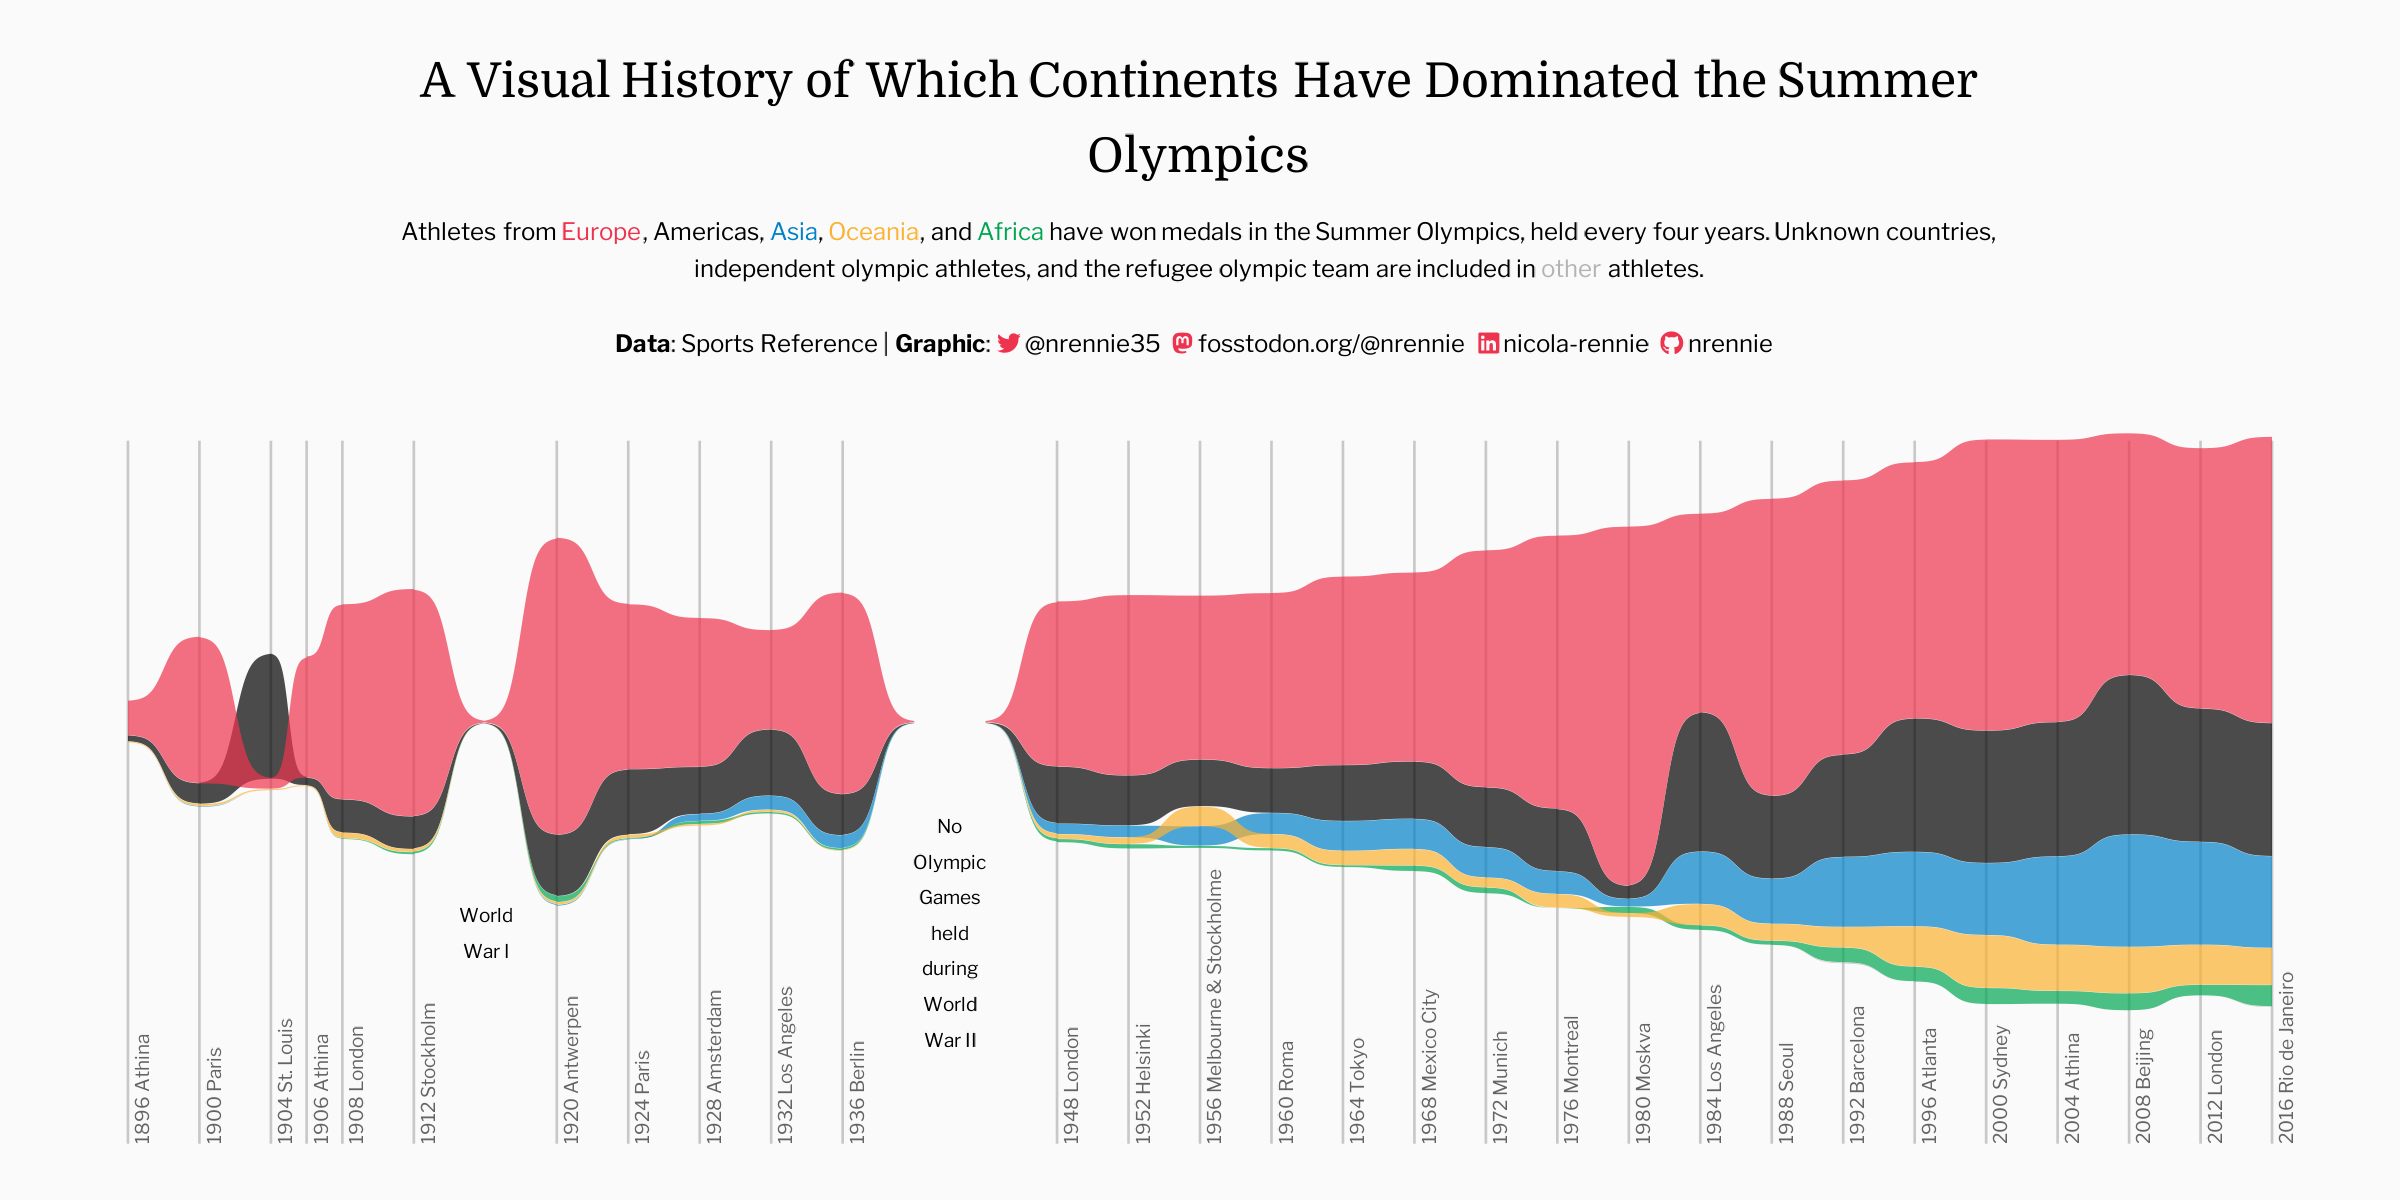 A Visual History of Which Continents Have Dominated the Summer
Olympics
Athletes from Europe, Americas, Asia, Oceania, and Africa have won medals in the Summer Olympics, held every four years. Unknown countries,
independent olympic athletes, and the refugee olympic team are included in other athletes.
Data: Sports Reference | Graphic: @nrennie35 fosstodon.org/@nrennie nicola-rennie nrennie
World
War I
No
Olympic
Games
held
during
World
War II
1896 Athina
1900 Paris
1904 St. Louis
1906 Athina
1908 London
1912 Stockholm
1920 Antwerpen
1924 Paris
1928 Amsterdam
1932 Los Angeles
1936 Berlin
1948 London
1952 Helsinki
1956 Melbourne & Stockholme
1960 Roma
1964 Tokyo
1968 Mexico City
1972 Munich
1976 Montreal
1980 Moskva
1984 Los Angeles
1988 Seoul
1992 Barcelona
1996 Atlanta
2000 Sydney
2004 Athina
2008 Beijing
2012 London
2016 Rio de Janeiro